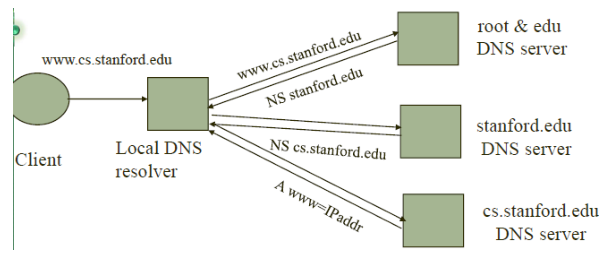 root & edu
DNS server
www.cs.stanford.edu
www.cs.stanford.edu
NS stanford.edu
stanford.edu
DNS server
Client
Local DNS
resolver
NS cs.stanford.edu
A www=IPaddr
cs.stanford.edu
DNS server